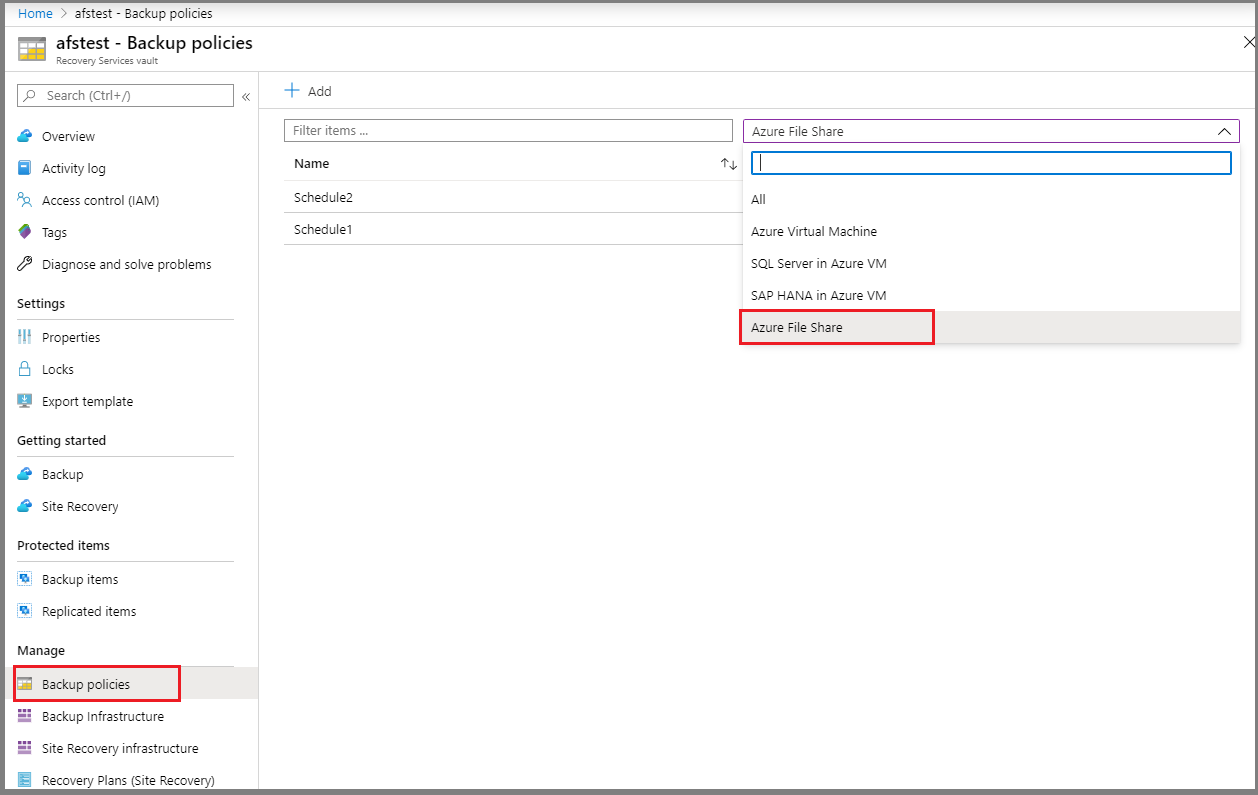 Home > afstest - Backup policies
afstest - Backup policies
Recovery Services vault
Search (Ctrl+/)
«
Overview
Activity log
Access control (IAM)
Tags
Diagnose and solve problems
Settings
Properties
Locks
Export template
Getting started
Backup
Site Recovery
Protected items
Backup items
Replicated items
Manage
Backup policies
Backup Infrastructure
Site Recovery infrastructure
Recovery Plans (Site Recovery)
Add
Filter items ...
Name
Schedule2
Schedule1
Azure File Share
All
Azure Virtual Machine
SQL Server in Azure VM
SAP HANA in Azure VM
Azure File Share